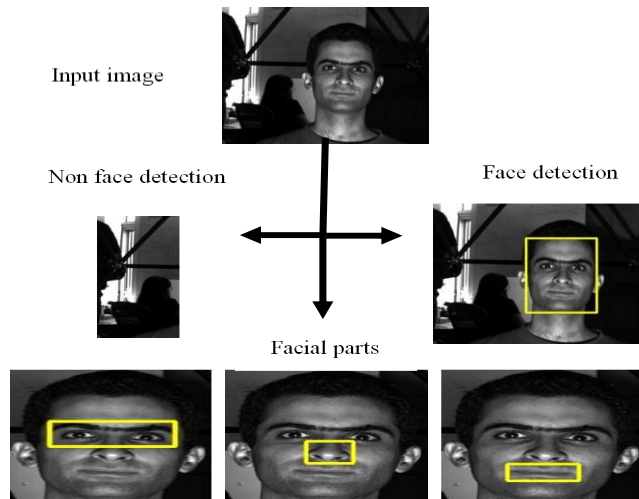 Input image
Non face detection
Face detection
Facial parts